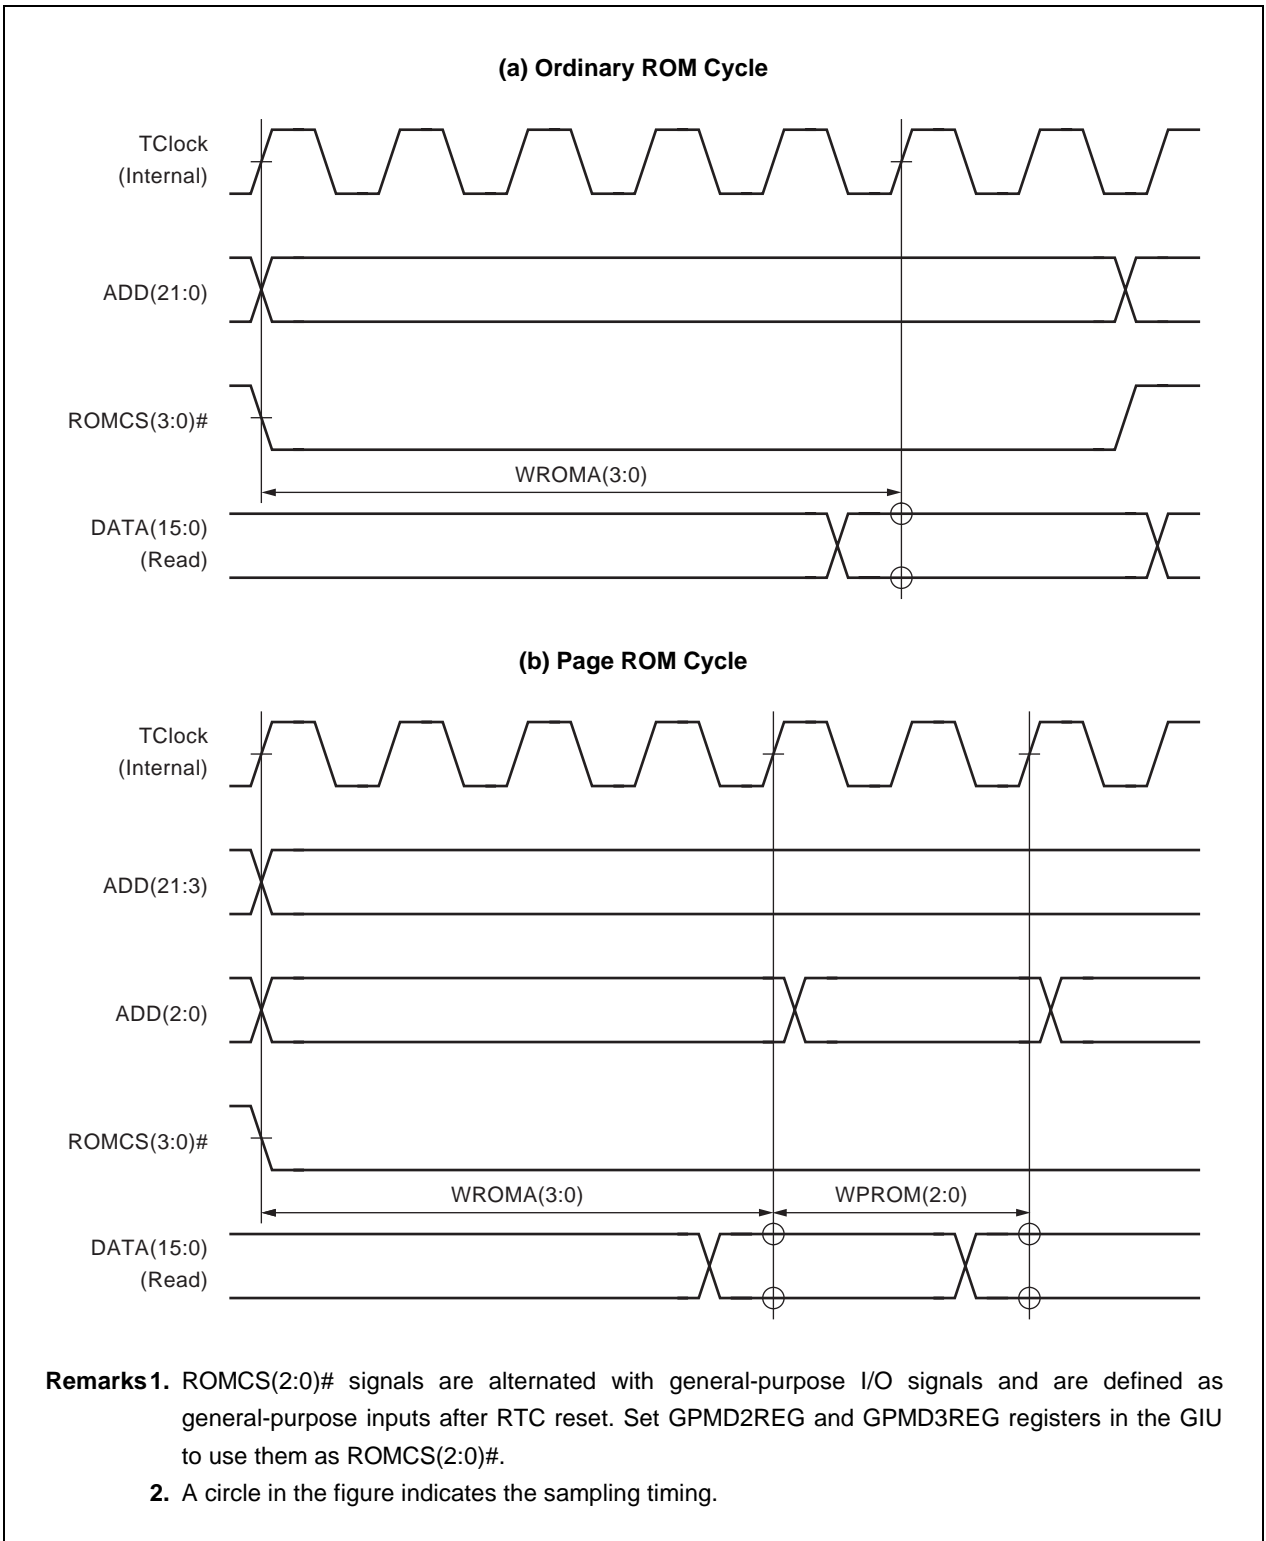 (a) Ordinary ROM Cycle
TClock
(Internal)
ADD(21:0)
ROMCS(3:0)#
WROMA(3:0)
DATA(15:0)
(Read)
(b) Page ROM Cycle
TClock
(Internal)
ADD(21:3)
ADD(2:0)
ROMCS(3:0)#
WROMA(3:0) WPROM(2:0)
DATA(15:0)
(Read)
Remarks 1. ROMCS(2:0)# signals are alternated with general-purpose I/O signals and are defined as
general-purpose inputs after RTC reset. Set GPMD2REG and GPMD3REG registers in the GIU
to use them as ROMCS(2:0)#.
2. A circle in the figure indicates the sampling timing.